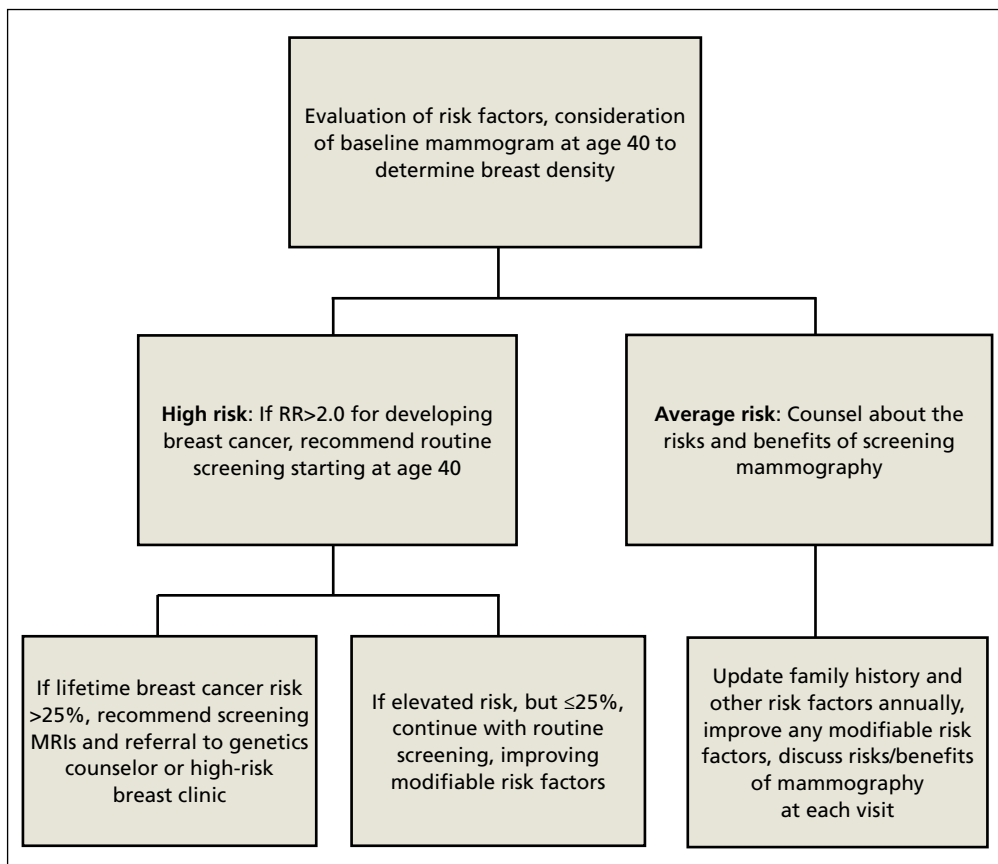 Evaluation of risk factors, consideration
of baseline mammogram at age 40 to
determine breast density
High risk: If RR>2.0 for developing
breast cancer, recommend routine
screening starting at age 40
Average risk: Counsel about the
risks and benefits of screening
mammography
If lifetime breast cancer risk
>25%, recommend screening
MRIs and referral to genetics
counselor or high-risk
breast clinic
If elevated risk, but ≤25%,
continue with routine
screening, improving
modifiable risk factors
Update family history and
other risk factors annually,
improve any modifiable risk
factors, discuss risks/benefits
of mammography
at each visit